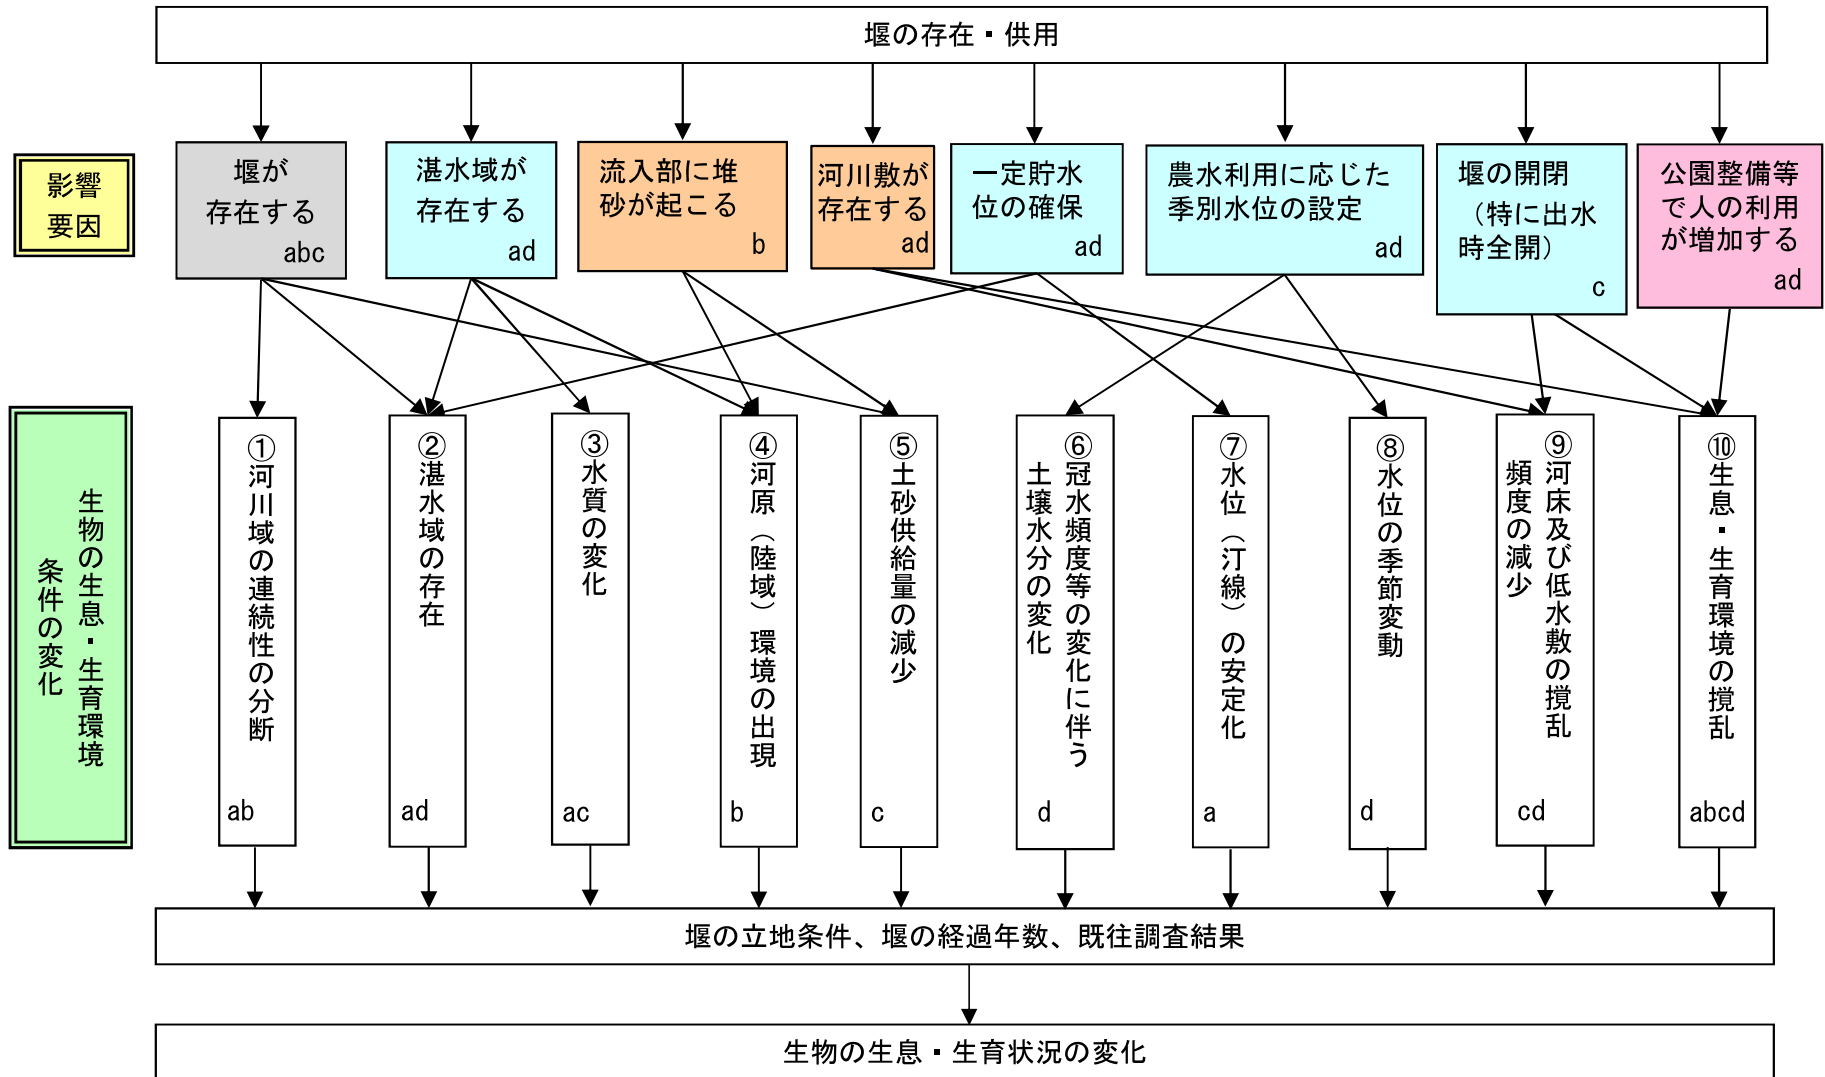 堰の存在・供用
影響
要因
堰が
存在する
abc
湛水域が
存在する
ad
流入部に堆
砂が起こる
b
河川敷が
存在する
ad
一定貯水
位の確保
ad
農水利用に応じた
季別水位の設定
ad
堰の開閉
（特に出水
時全開）
c
公園整備等
で人の利用
が増加する
ad
生物の生息・生育環境
条件の変化
①河川域の連続性の分断
ab
②湛水域の存在
ad
③水質の変化
ac
④河原（陸域）環境の出現
b
⑤土砂供給量の減少
c
⑥冠水頻度等の変化に伴う
土壌水分の変化
d
⑦水位（汀線）の安定化
a
⑧水位の季節変動
d
⑨河床及び低水敷の撹乱
頻度の減少
cd
⑩生息・生育環境の撹乱
abcd
堰の立地条件、堰の経過年数、既往調査結果
生物の生息・生育状況の変化